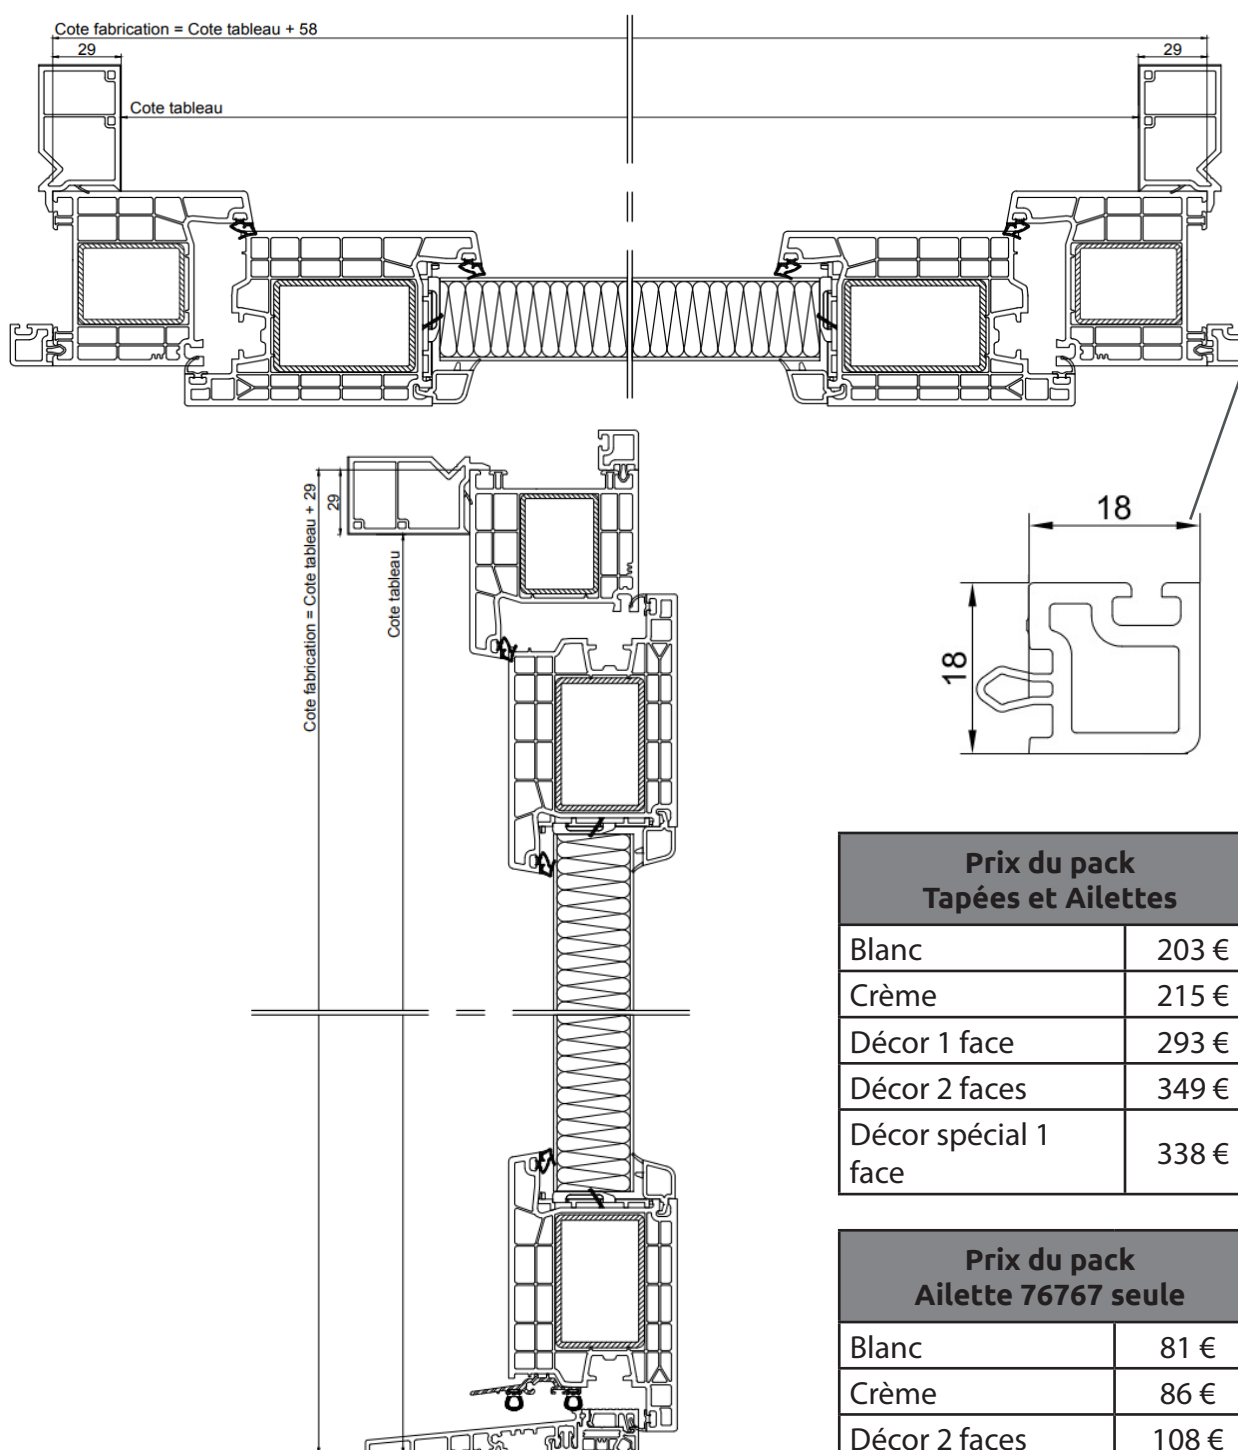 Cote fabrication = Cote tableau + 58
29
29
Cote tableau
Cote fabrication = Cote tableau + 29
29
Cote tableau
18
18
Prix du pack
Tapées et Ailettes
Blanc 203 €
Crème 215 €
Décor 1 face 293 €
Décor 2 faces 349 €
Décor spécial 1
face 338 €
Prix du pack
Ailette 76767 seule
Blanc 81 €
Crème 86 €
Décor 2 faces 108 €